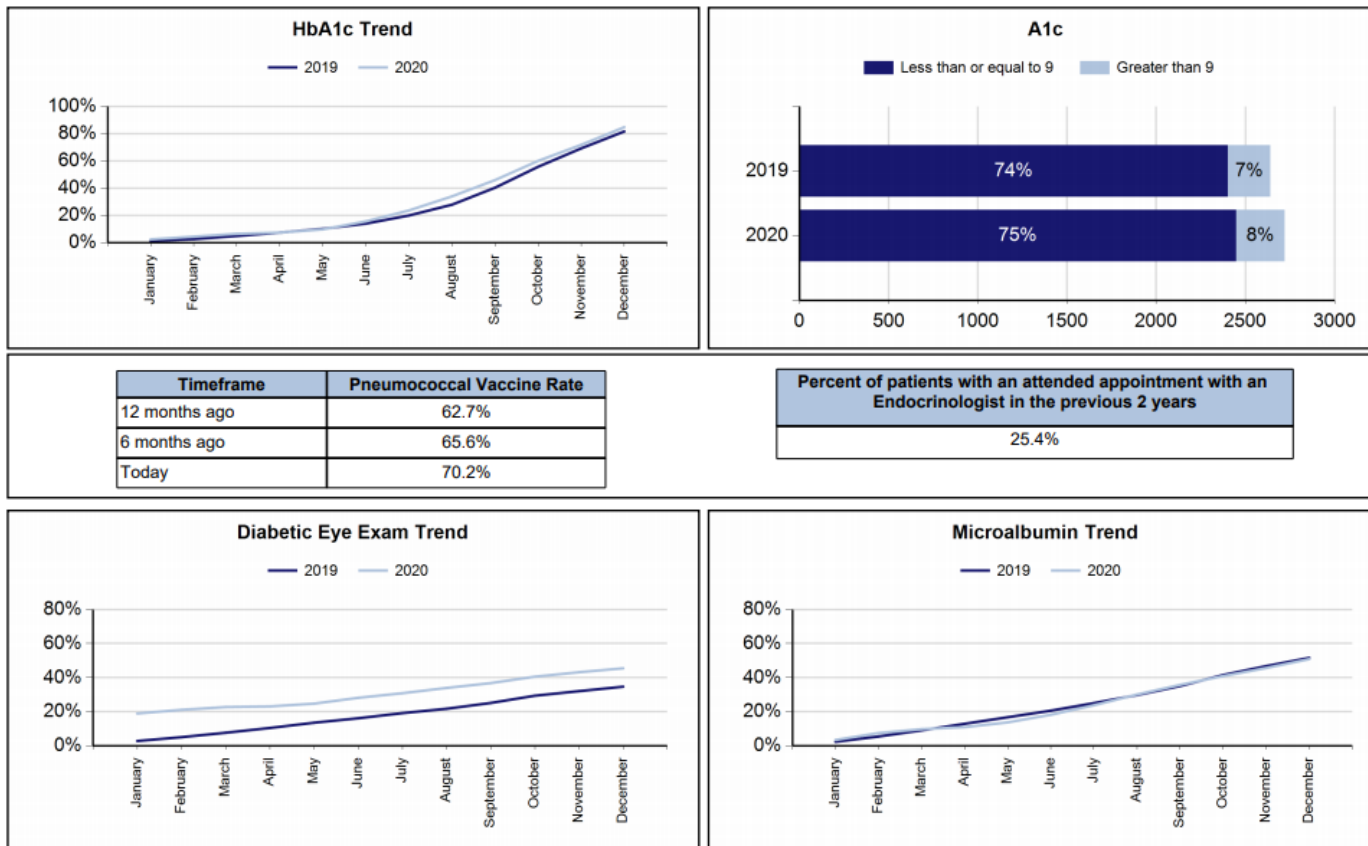 HbA1c Trend
2019 2020
100%
80%
60%
40%
20%
0%
January
February
March
April
May
June
July
August
September
October
November
December
A1c
Less than or equal to 9 Greater than 9
2019 74% 7%
2020 75% 8%
0 500 1000 1500 2000 2500 3000
Timeframe Pneumococcal Vaccine Rate
12 months ago 62.7%
6 months ago 65.6%
Today 70.2%
Percent of patients with an attended appointment with an
Endocrinologist in the previous 2 years
25.4%
Diabetic Eye Exam Trend
2019 2020
80%
60%
40%
20%
0%
January
February
March
April
May
June
July
August
September
October
November
December
Microalbumin Trend
2019 2020
80%
60%
40%
20%
0%
January
February
March
April
May
June
July
August
September
October
November
December